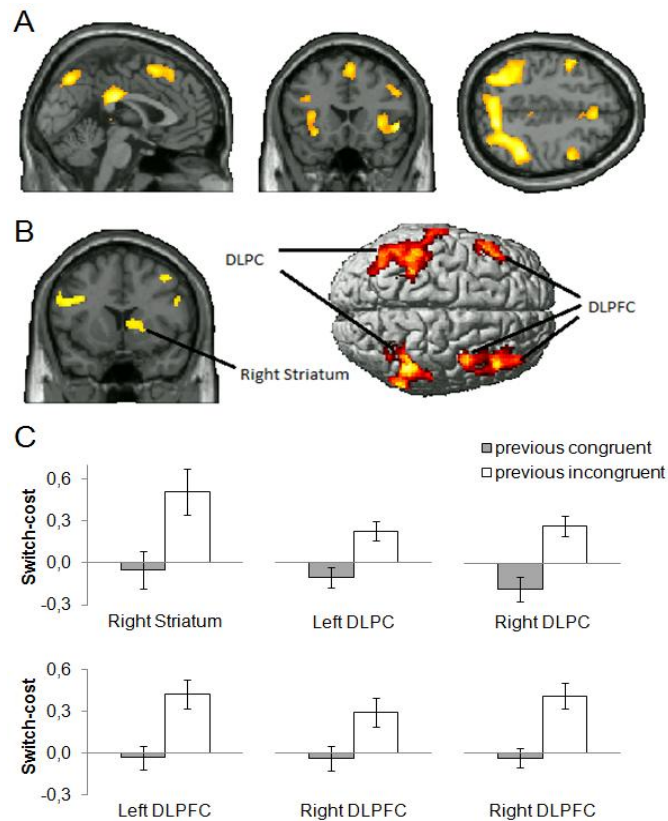 A
B
DLPC
DLPFC
Right Striatum
C
previous congruent
previous incongruent
Switch-cost
0,6
0,3
0,0
-0,3
Right Striatum
Left DLPC
Right DLPC
Switch-cost
0,6
0,3
0,0
-0,3
Left DLPFC
Right DLPFC
Right DLPFC